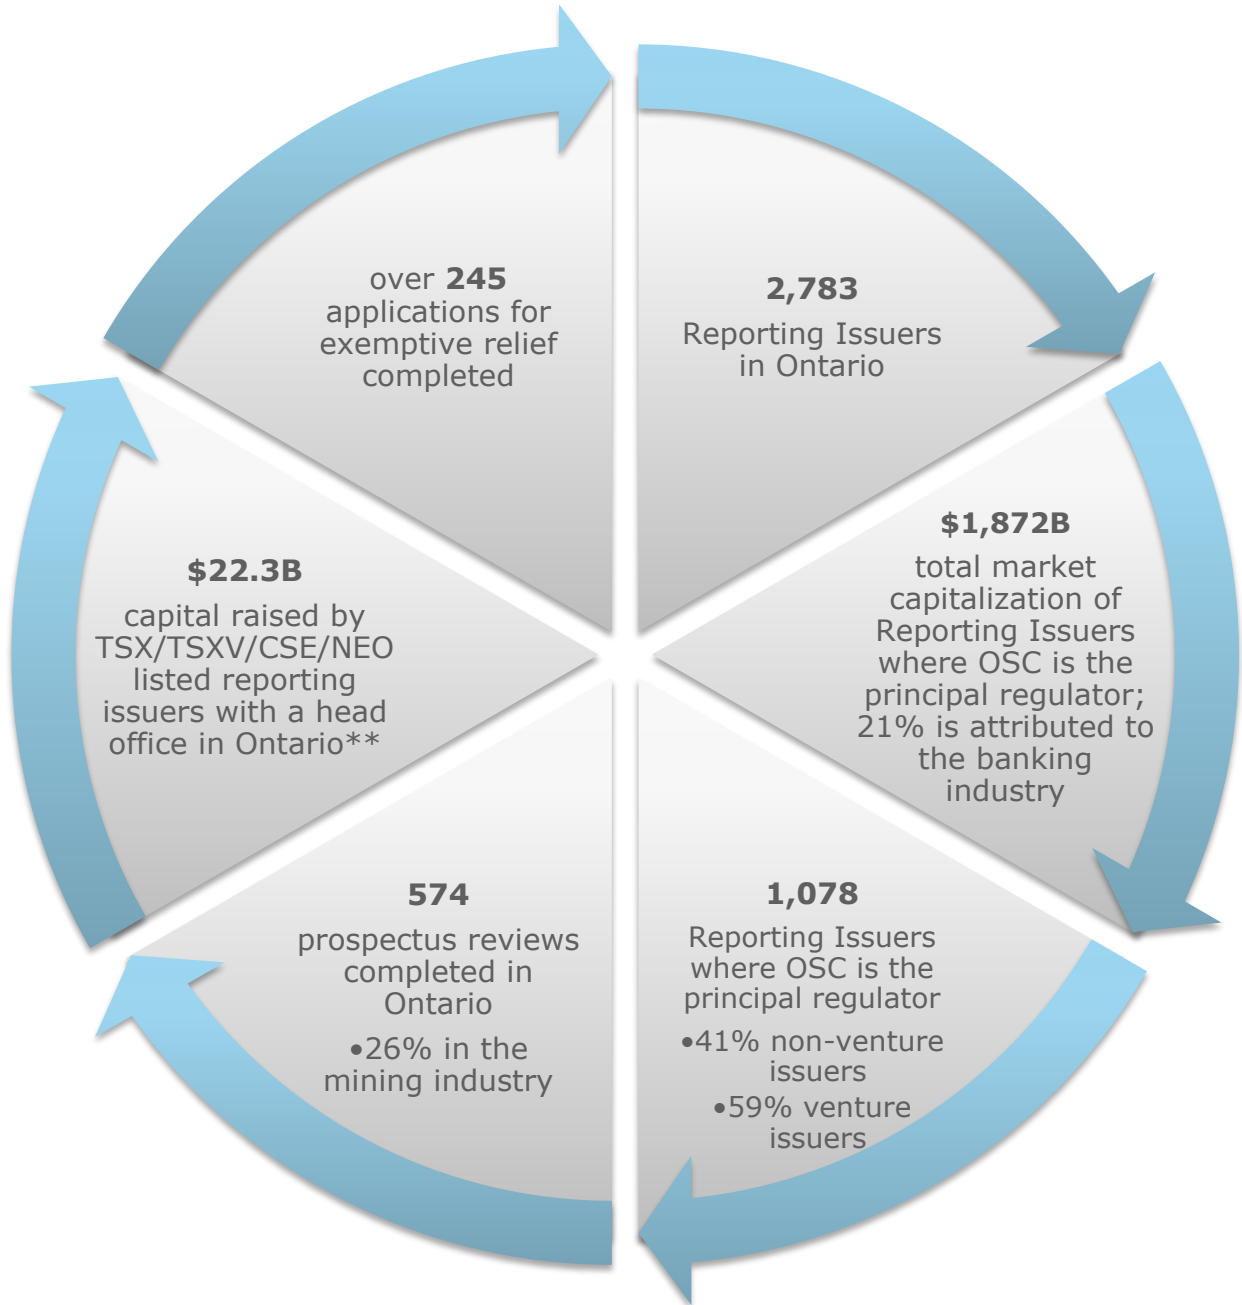 2,783
Reporting Issuers
in Ontario
$1,872B
total market
capitalization of
Reporting Issuers
where OSC is the
principal regulator;
21% is attributed to
the banking
industry
1,078
Reporting Issuers
where OSC is the
principal regulator
•41% non-venture
issuers
•59% venture
issuers
574
prospectus reviews
completed in
Ontario
•26% in the
mining industry
$22.3B
capital raised by
TSX/TSXV/CSE/NEO
listed reporting
issuers with a head
office in Ontario**
over 245
applications for
exemptive relief
completed